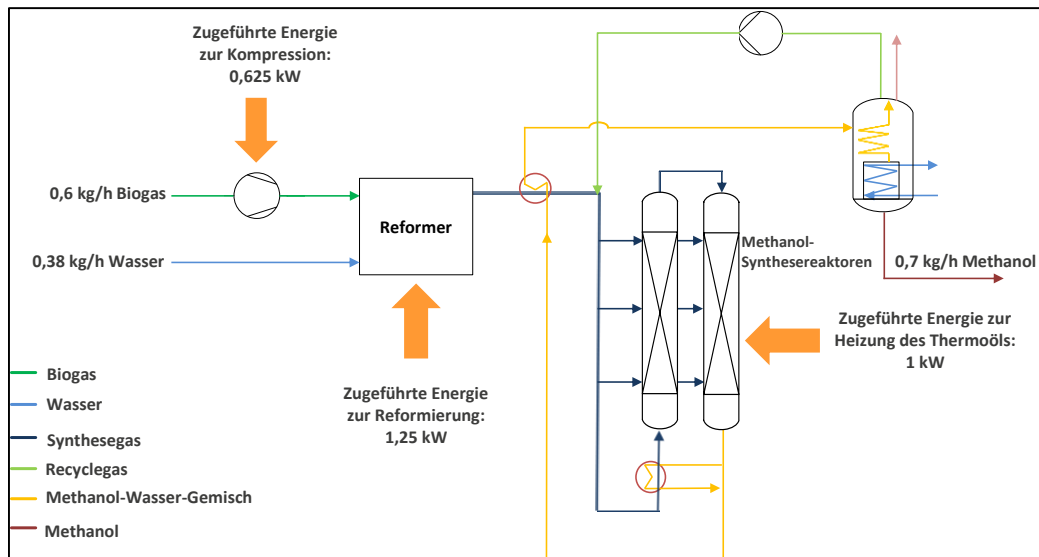 Zugeführte Energie
zur Kompression:
0,625 kW
0,6 kg/h Biogas
Reformer
0,38 kg/h Wasser
Methanol-
Synthesereaktoren
0,7 kg/h Methanol
Zugeführte Energie zur
Heizung des Thermoöls:
1 kW
Zugeführte Energie
zur Reformierung:
1,25 kW
Biogas
Wasser
Synthesegas
Recyclegas
Methanol-Wasser-Gemisch
Methanol